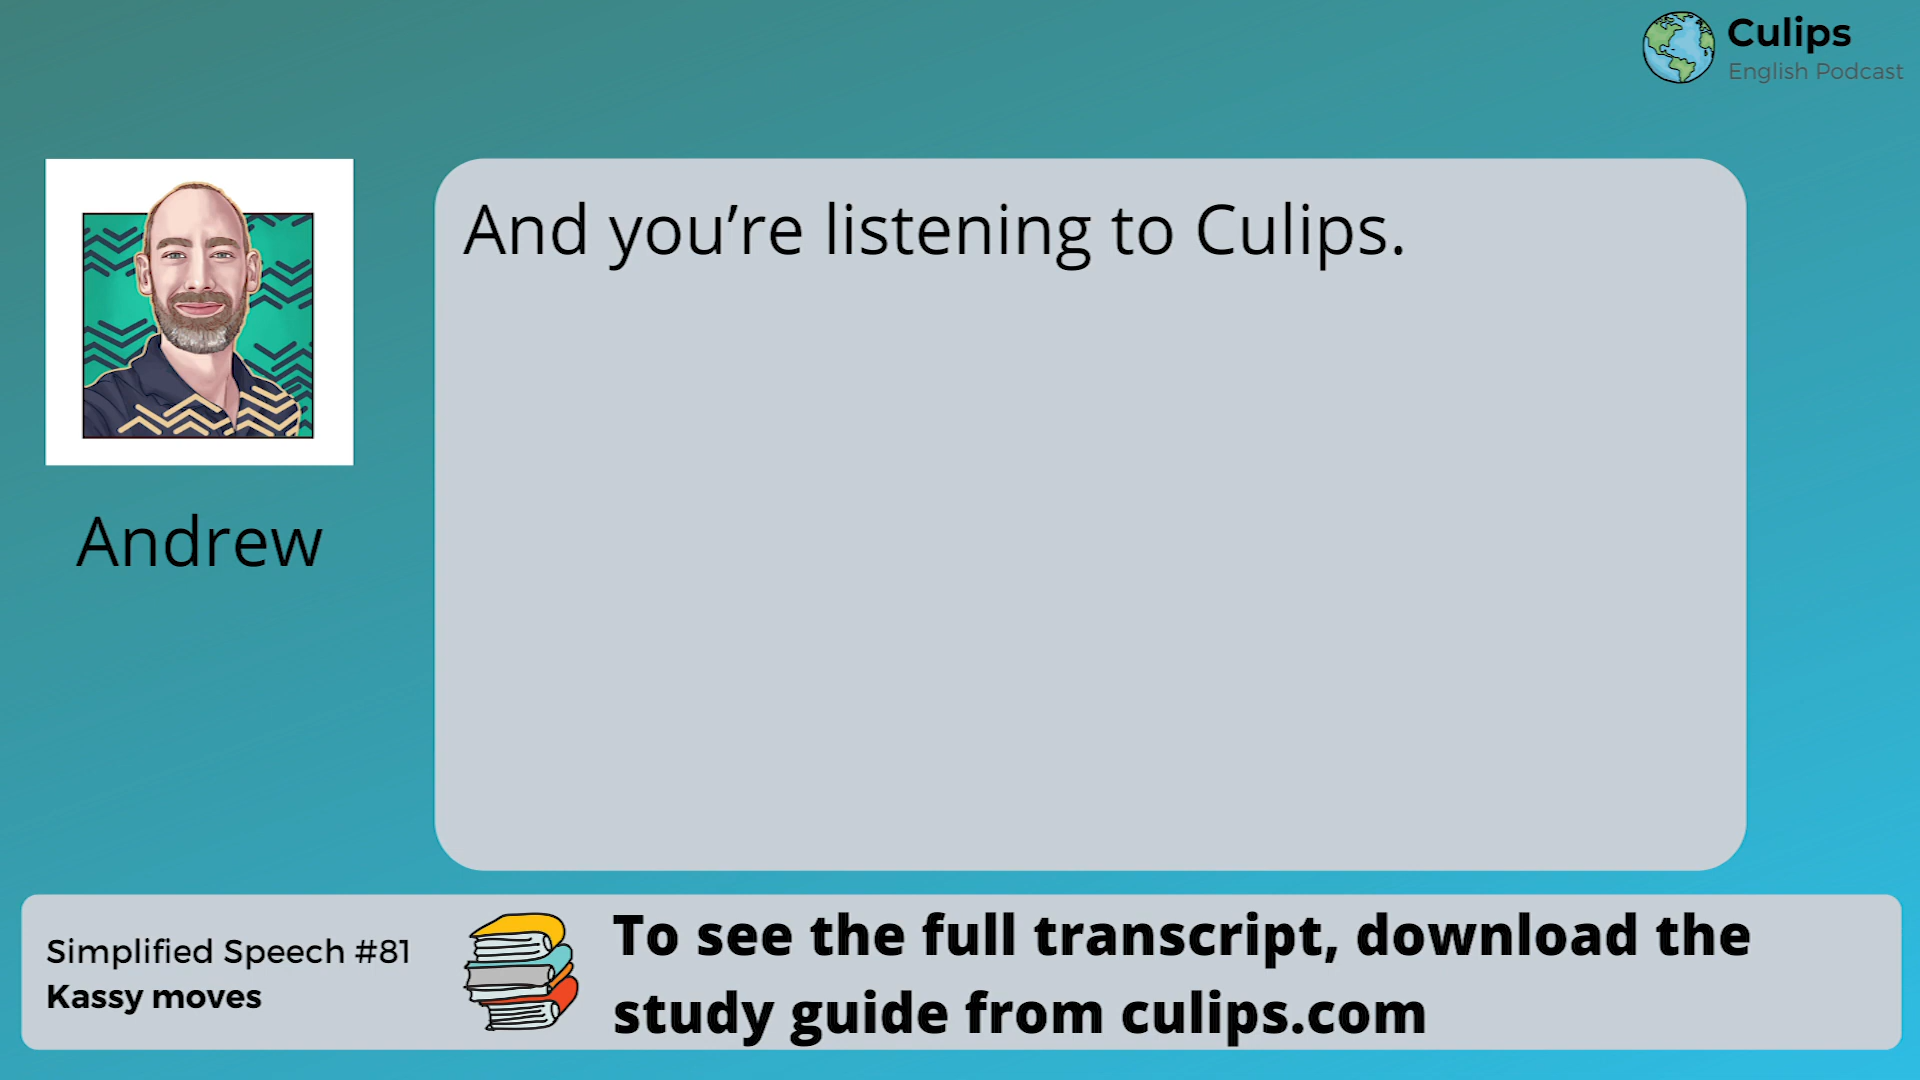 Culips
English Podcast
And you’re listening to Culips.
Andrew
Simplified Speech #81
Kassy moves
To see the full transcript, download the
study guide from culips.com